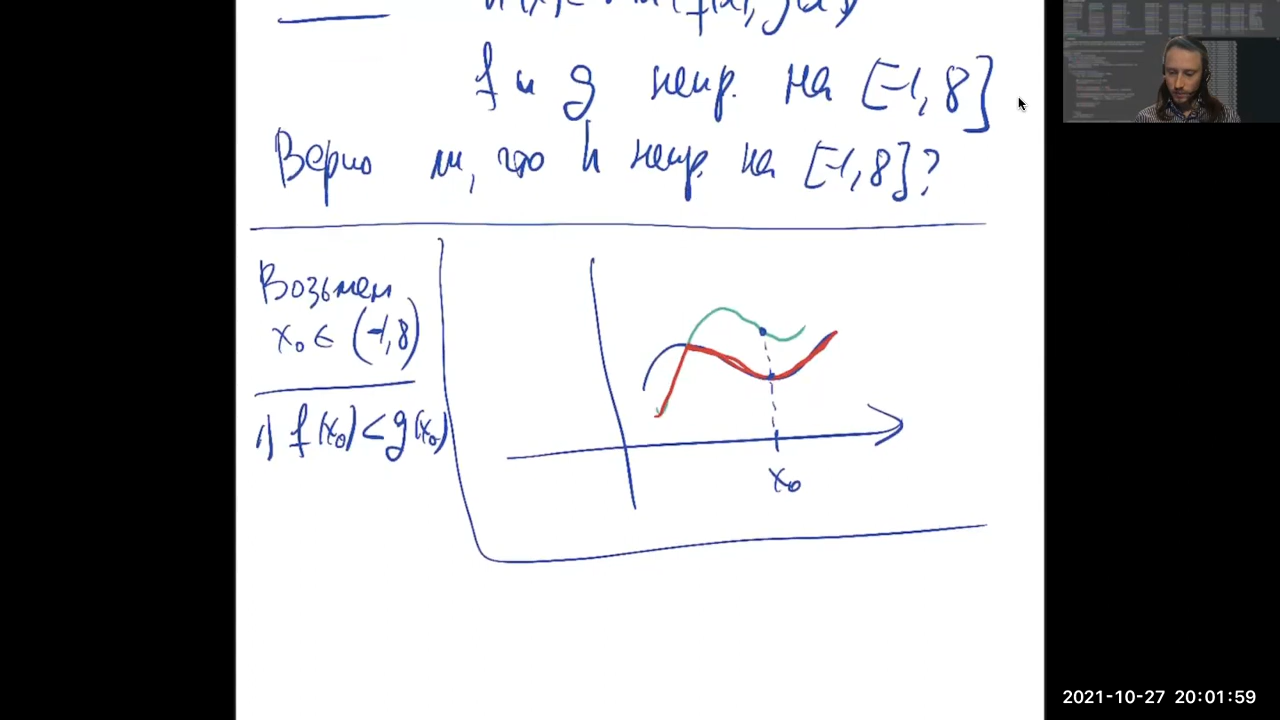 f и g непр. на [-1, 8]
Верно ли, что h непр. на [-1, 8]?
Возьмем
x₀ ∈ (-1, 8)
1) f(x₀) < g(x₀)
x₀
2021-10-27 20:01:59